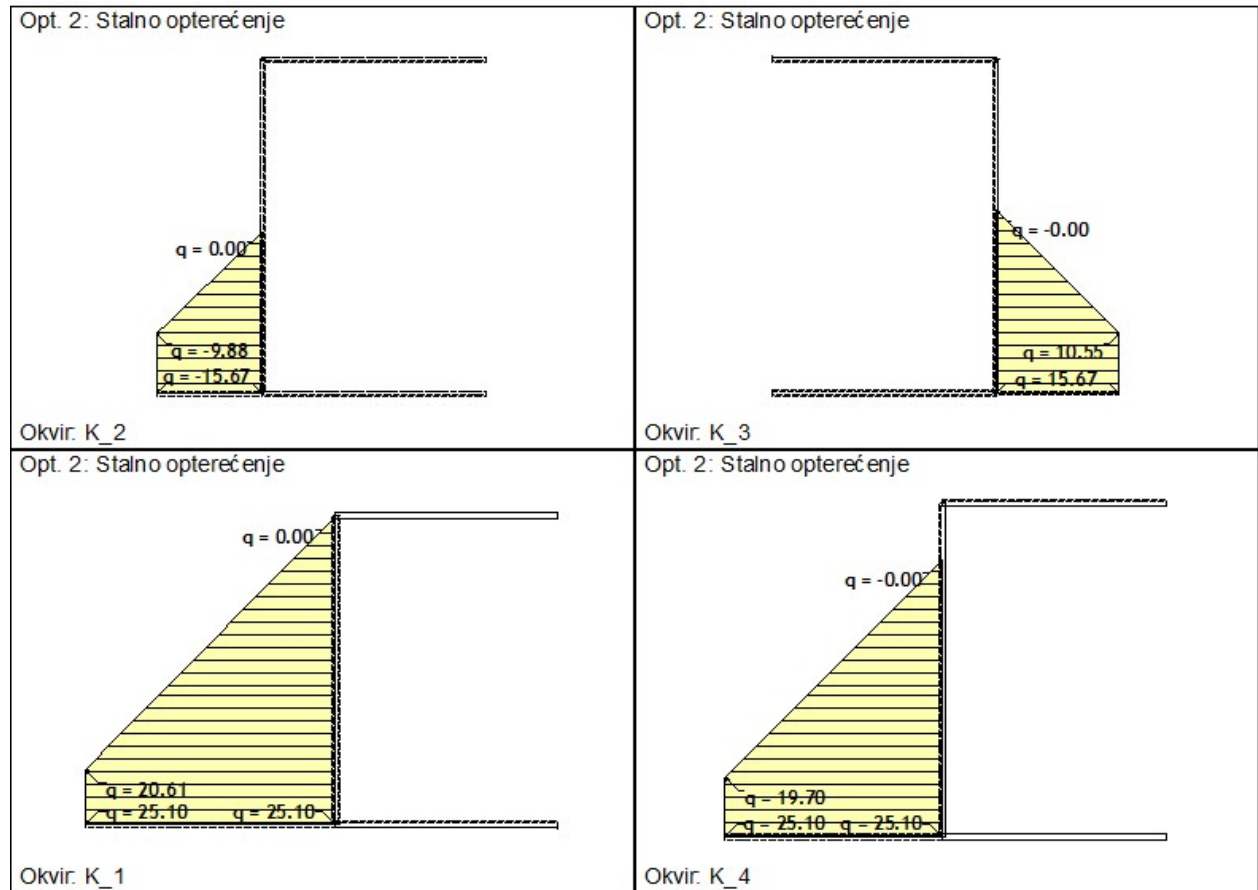 Opt. 2: Stalno opterećenje
q = 0.00
q = -9.88
q = -15.67
Okvir: K_2
Opt. 2: Stalno opterećenje
q = -0.00
q = 10.55
q = 15.67
Okvir: K_3
Opt. 2: Stalno opterećenje
q = 0.00
q = 20.61
q = 25.10 q = 25.10
Okvir: K_1
Opt. 2: Stalno opterećenje
q = -0.00
q = 19.70
q = 25.10 q = 25.10
Okvir: K_4